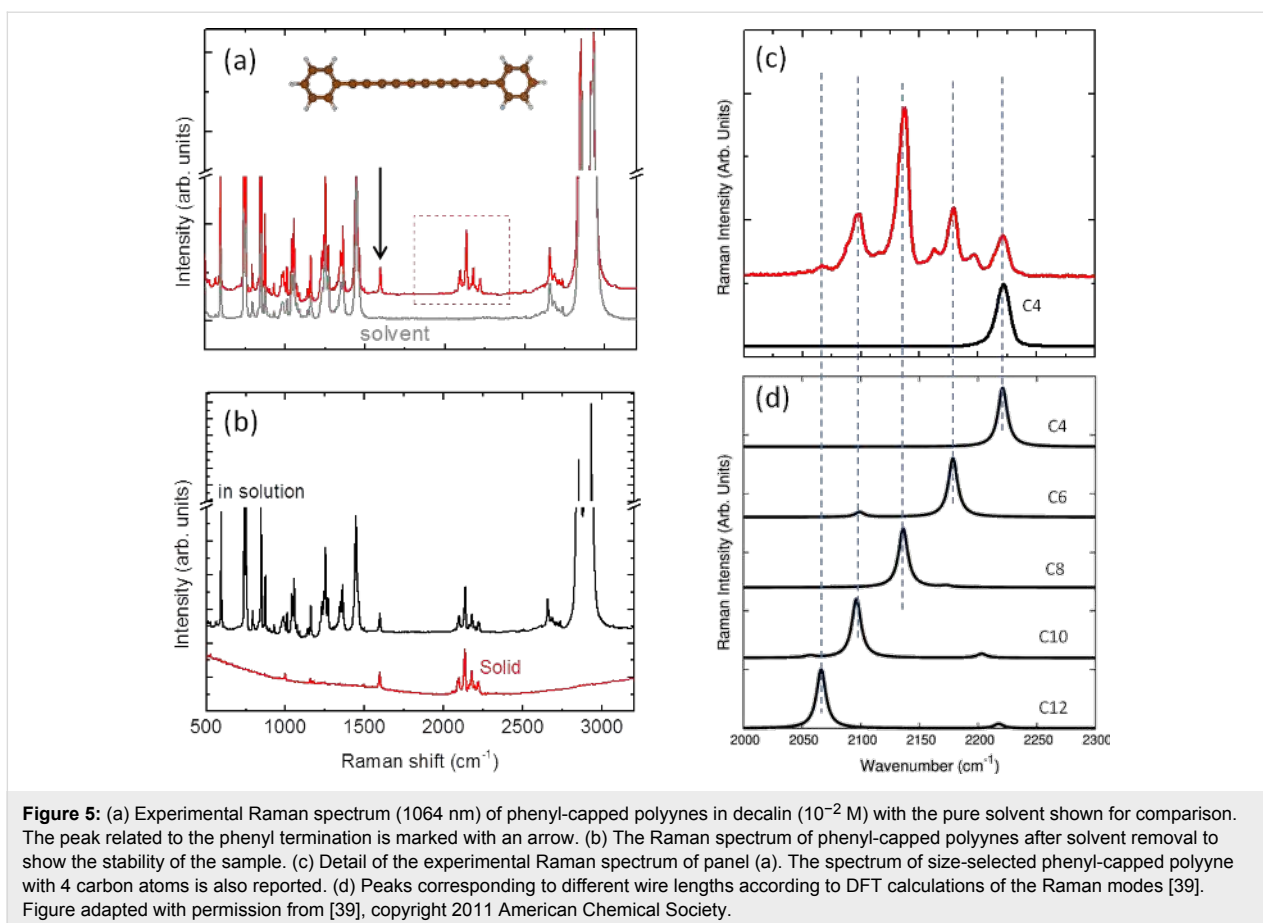 (a)
Intensity (arb. units)
solvent
(b)
Intensity (arb. units)
in solution
Solid
500 1000 1500 2000 2500 3000
Raman shift (cm⁻¹)
(c)
Raman Intensity (Arb. Units)
C4
(d)
Raman Intensity (Arb. Units)
C4
C6
C8
C10
C12
2000 2050 2100 2150 2200 2250 2300
Wavenumber (cm⁻¹)
Figure 5: (a) Experimental Raman spectrum (1064 nm) of phenyl-capped polyynes in decalin (10⁻² M) with the pure solvent shown for comparison.
The peak related to the phenyl termination is marked with an arrow. (b) The Raman spectrum of phenyl-capped polyynes after solvent removal to
show the stability of the sample. (c) Detail of the experimental Raman spectrum of panel (a). The spectrum of size-selected phenyl-capped polyyne
with 4 carbon atoms is also reported. (d) Peaks corresponding to different wire lengths according to DFT calculations of the Raman modes [39].
Figure adapted with permission from [39], copyright 2011 American Chemical Society.